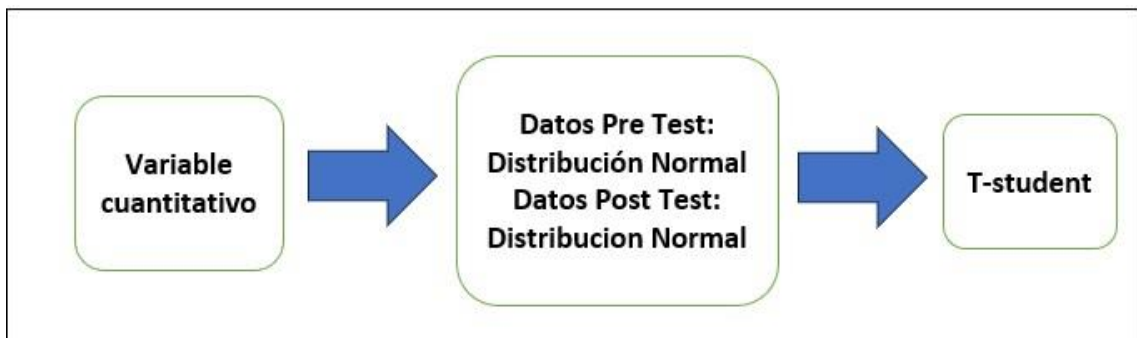 Variable
cuantitativo
Datos Pre Test:
Distribución Normal
Datos Post Test:
Distribucion Normal
T-student